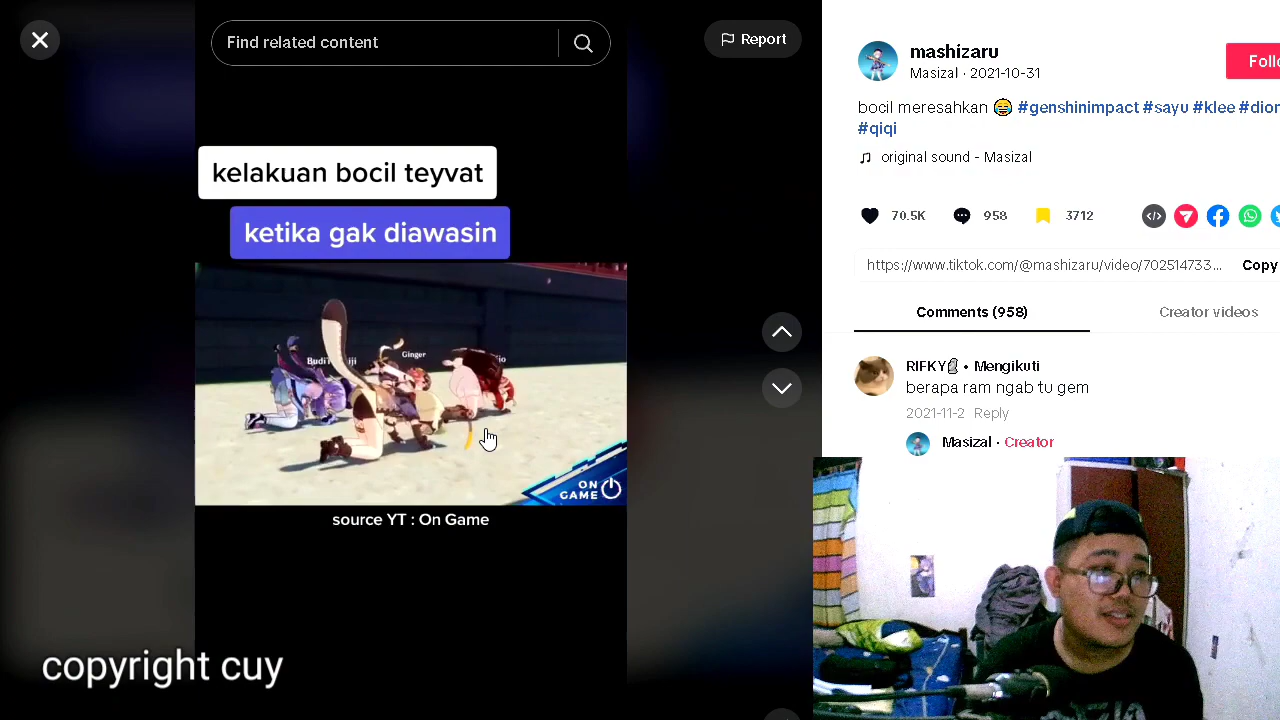 Find related content
Report
kelakuan bocil teyvat
ketika gak diawasin
Ginger
ON
GAME
source YT : On Game
copyright cuy
mashizaru
Masizal · 2021-10-31
Follo
bocil meresahkan 😂 #genshinimpact #sayu #klee #dion
#qiqi
original sound - Masizal
70.5K
958
3712
https://www.tiktok.com/@mashizaru/video/702514733...
Copy
Comments (958)
Creator videos
RIFKY🗿 • Mengikuti
berapa ram ngab tu gem
2021-11-2 Reply
Masizal · Creator